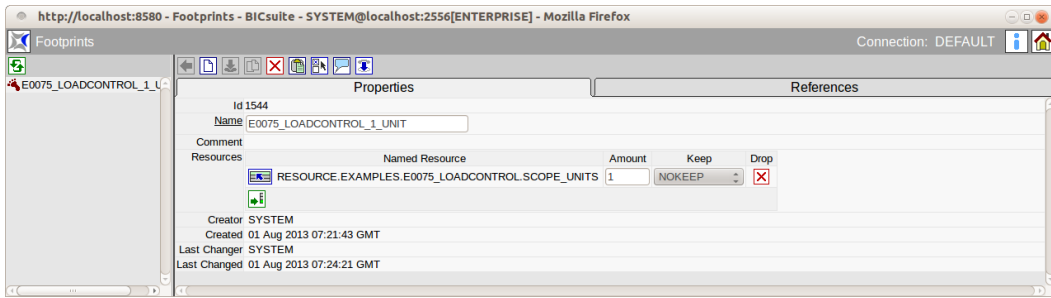 http://localhost:8580 - Footprints - BICsuite - SYSTEM@localhost:2556[ENTERPRISE] - Mozilla Firefox
Footprints
Connection: DEFAULT
E0075_LOADCONTROL_1_U
Properties
References
Id 1544
Name E0075_LOADCONTROL_1_UNIT
Comment
Resources Named Resource Amount Keep Drop
RESOURCE.EXAMPLES.E0075_LOADCONTROL.SCOPE_UNITS 1 NOKEEP
Creator SYSTEM
Created 01 Aug 2013 07:21:43 GMT
Last Changer SYSTEM
Last Changed 01 Aug 2013 07:24:21 GMT